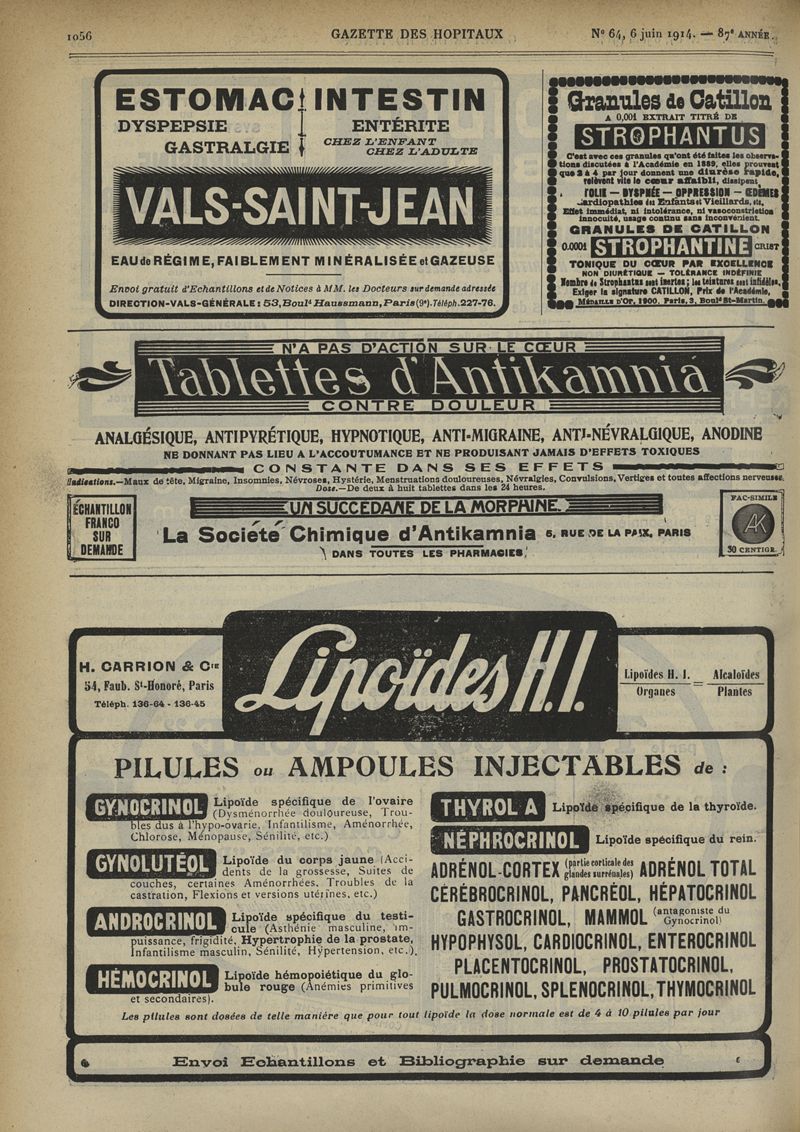 1056 GAZETTE DES HOPITAUX N° 64, 6 juin 1914. — 87e ANNÉE.
ESTOMAC INTESTIN
DYSPEPSIE ENTÉRITE
GASTRALGIE CHEZ L'ENFANT
CHEZ L'ADULTE
VALS-SAINT-JEAN
EAU de RÉGIME, FAIBLEMENT MINÉRALISÉE et GAZEUSE
Envoi gratuit d'Echantillons et de Notices à MM. les Docteurs sur demande adressée
DIRECTION-VALS-GÉNÉRALE: 53, Boulᵈ Haussmann, Paris (9ᵉ). Téléph. 227-76.
Granules de Catillon
A 0,001 EXTRAIT TITRÉ DE
STROPHANTUS
C'est avec ces granules qu'ont été faites les observa-
tions discutées à l'Académie en 1889, elles prouvent
que 2 à 4 par jour donnent une diurèse rapide,
relèvent vite le cœur affaibli, dissipent
— DYSPNÉE — OPPRESSION — ŒDÈMES
Cardiopathies des Enfants et Vieillards, etc.
Effet immédiat, ni intolérance, ni vasoconstriction
innocuité, usage continu sans inconvénient.
GRANULES DE CATILLON
0.0001 STROPHANTINE CRIST
TONIQUE DU CŒUR PAR EXCELLENCE
NON DIURÉTIQUE — TOLÉRANCE INDÉFINIE
Nombre de Strophantus sont inertes; les teintures sont infidèles,
Exiger la signature CATILLON, Prix de l'Académie,
MÉDAILLE D'OR, 1900. Paris, 3, Boulᵈ St-Martin.
N'A PAS D'ACTION SUR LE CŒUR
Tablettes d'Antikamnia
CONTRE DOULEUR
ANALGÉSIQUE, ANTIPYRÉTIQUE, HYPNOTIQUE, ANTI-MIGRAINE, ANTI-NÉVRALGIQUE, ANODINE
NE DONNANT PAS LIEU A L'ACCOUTUMANCE ET NE PRODUISANT JAMAIS D'EFFETS TOXIQUES
CONSTANTE DANS SES EFFETS
Indications.—Maux de tête, Migraine, Insomnies, Névroses, Hystérie, Menstruations douloureuses, Névralgies, Convulsions, Vertiges et toutes affections nerveuses.
Dose.—De deux à huit tablettes dans les 24 heures.
ÉCHANTILLON
FRANCO
SUR
DEMANDE
UN SUCCEDANÉ DE LA MORPHINE.
La Société Chimique d'Antikamnia 5, RUE DE LA PAIX, PARIS
DANS TOUTES LES PHARMACIES
FAC-SIMILE
AK
30 CENTIGR.
H. CARRION & Cie
54, Faub. St-Honoré, Paris
Téléph. 136-64 - 136-45
Lipoïdes H.I.
Lipoïdes H. I. = Alcaloïdes
Organes Plantes
PILULES ou AMPOULES INJECTABLES de :
GYNOCRINOL Lipoïde spécifique de l'ovaire
(Dysménorrhée douloureuse, Trou-
bles dus à l'hypo-ovarie, Infantilisme, Aménorrhée,
Chlorose, Ménopause, Sénilité, etc.)
GYNOLUTÉOL Lipoïde du corps jaune (Acci-
dents de la grossesse, Suites de
couches, certaines Aménorrhées, Troubles de la
castration, Flexions et versions utérines, etc.)
ANDROCRINOL Lipoïde spécifique du testi-
cule (Asthénie masculine, im-
puissance, frigidité, Hypertrophie de la prostate,
Infantilisme masculin, Sénilité, Hypertension, etc.).
HÉMOCRINOL Lipoïde hémopoiétique du glo-
bule rouge (Anémies primitives
et secondaires).
THYROL A Lipoïde spécifique de la thyroïde.
NÉPHROCRINOL Lipoïde spécifique du rein.
ADRÉNOL-CORTEX (partie corticale des glandes surrénales) ADRÉNOL TOTAL
CÉRÉBROCRINOL, PANCRÉOL, HÉPATOCRINOL
GASTROCRINOL, MAMMOL (antagoniste du Gynocrinol)
HYPOPHYSOL, CARDIOCRINOL, ENTEROCRINOL
PLACENTOCRINOL, PROSTATOCRINOL,
PULMOCRINOL, SPLENOCRINOL, THYMOCRINOL
Les pilules sont dosées de telle manière que pour tout lipoïde la dose normale est de 4 à 10 pilules par jour
Envoi Echantillons et Bibliographie sur demande